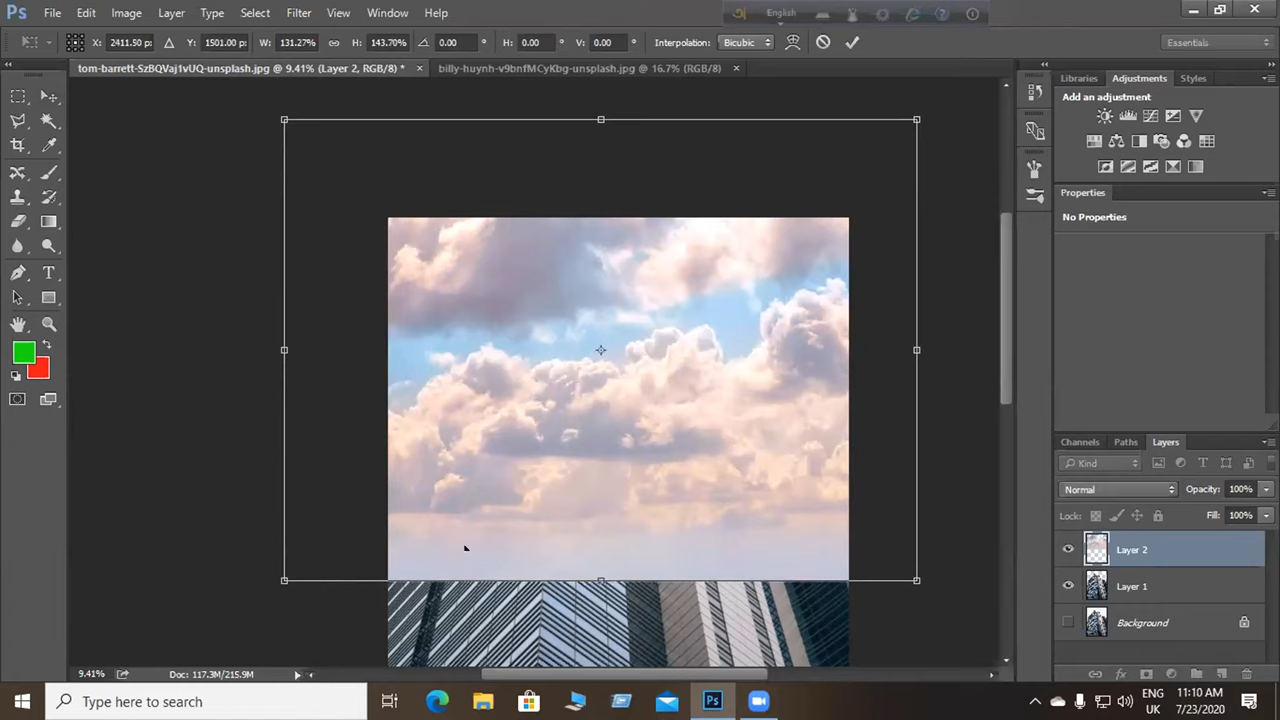 Ps File Edit Image Layer Type Select Filter View Window Help
English
X: 2411.50 p: Y: 1501.00 p: W: 131.27% H: 143.70% 0.00 ° H: 0.00 ° V: 0.00 ° Interpolation: Bicubic Essentials
tom-barrett-SzBQVaj1vUQ-unsplash.jpg @ 9.41% (Layer 2, RGB/8) * × billy-huynh-v9bnfMCyKbg-unsplash.jpg @ 16.7% (RGB/8) ×
Libraries Adjustments Styles
Add an adjustment
Properties
No Properties
Channels Paths Layers
Kind
Normal Opacity: 100%
Lock: Fill: 100%
Layer 2
Layer 1
Background
9.41% Doc: 117.3M/215.9M
Type here to search
ENG 11:10 AM
UK 7/23/2020